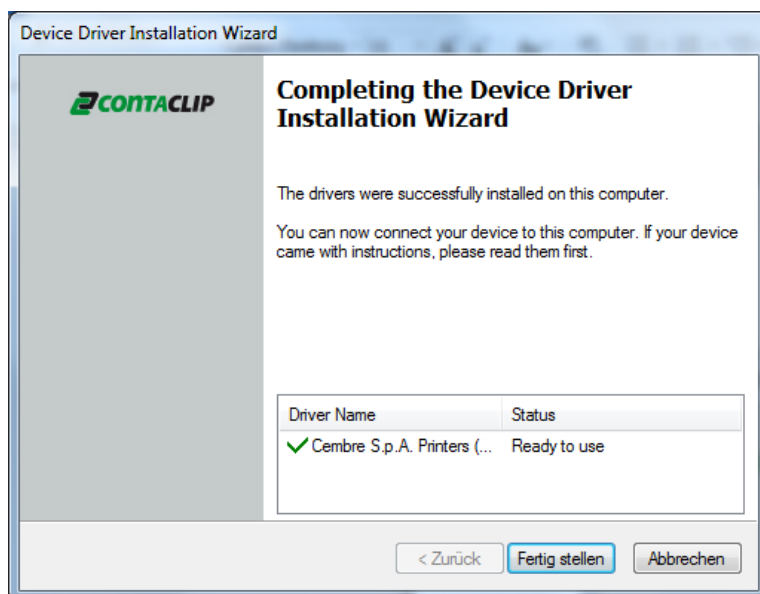 Device Driver Installation Wizard
CONTACLIP
Completing the Device Driver
Installation Wizard
The drivers were successfully installed on this computer.
You can now connect your device to this computer. If your device
came with instructions, please read them first.
Driver Name Status
Cembre S.p.A. Printers (... Ready to use
< Zurück Fertig stellen Abbrechen